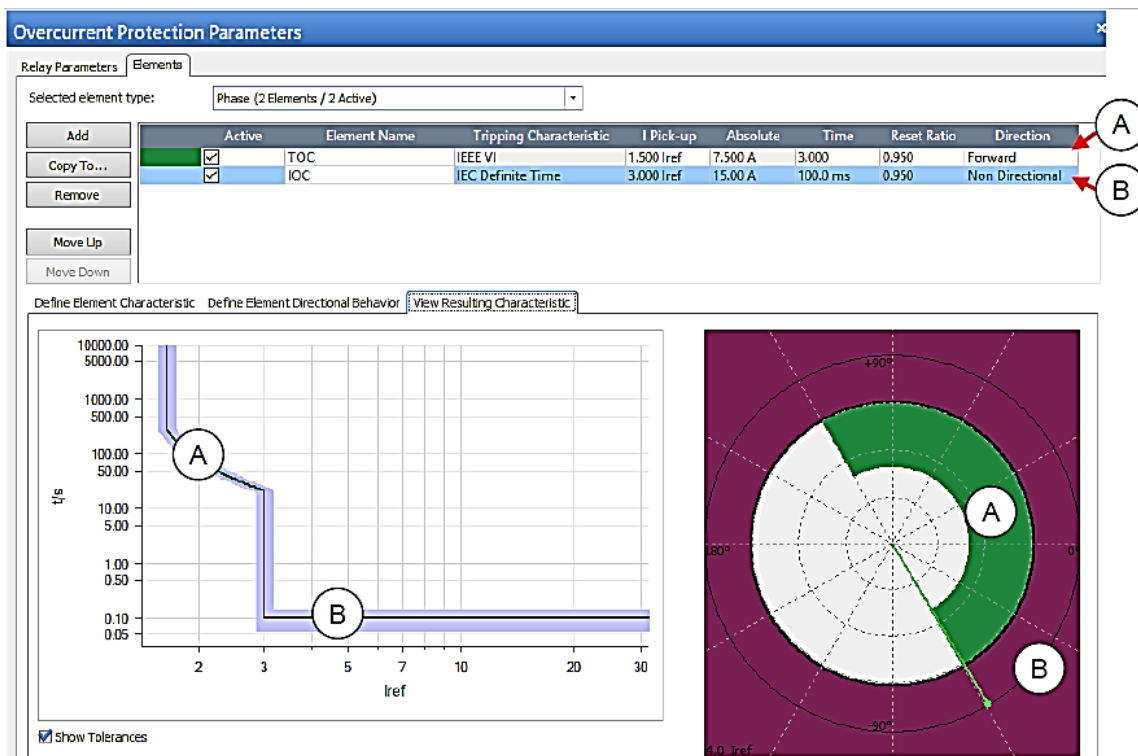 Overcurrent Protection Parameters
Relay Parameters Elements
Selected element type: Phase (2 Elements / 2 Active)
Add
Copy To...
Remove
Move Up
Move Down
Active Element Name Tripping Characteristic I Pick-up Absolute Time Reset Ratio Direction
TOC IEEE VI 1.500 Iref 7.500 A 3.000 0.950 Forward
IOC IEC Definite Time 3.000 Iref 15.00 A 100.0 ms 0.950 Non Directional
A
B
Define Element Characteristic Define Element Directional Behavior View Resulting Characteristic
10000.00
5000.00
1000.00
500.00
100.00
50.00
10.00
5.00
1.00
0.50
0.10
0.05
t/s
A
B
2 3 5 7 10 20 30
Iref
Show Tolerances
+90°
180°
0°
-90°
A
B
4.0 Iref